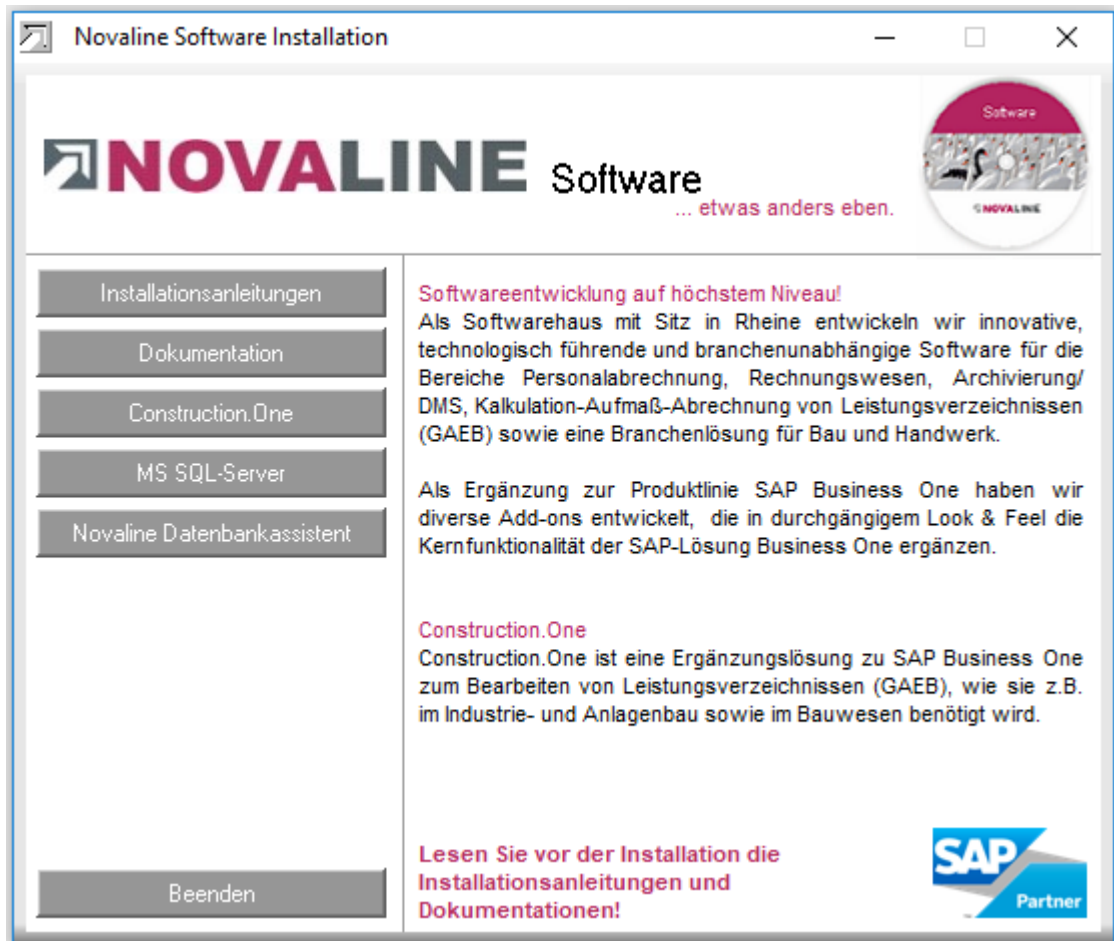 Novaline Software Installation
NOVALINE Software
... etwas anders eben.
Software
NOVALINE
Installationsanleitungen
Dokumentation
Construction.One
MS SQL-Server
Novaline Datenbankassistent
Beenden
Softwareentwicklung auf höchstem Niveau!
Als Softwarehaus mit Sitz in Rheine entwickeln wir innovative,
technologisch führende und branchenunabhängige Software für die
Bereiche Personalabrechnung, Rechnungswesen, Archivierung/
DMS, Kalkulation-Aufmaß-Abrechnung von Leistungsverzeichnissen
(GAEB) sowie eine Branchenlösung für Bau und Handwerk.
Als Ergänzung zur Produktlinie SAP Business One haben wir
diverse Add-ons entwickelt, die in durchgängigem Look & Feel die
Kernfunktionalität der SAP-Lösung Business One ergänzen.
Construction.One
Construction.One ist eine Ergänzungslösung zu SAP Business One
zum Bearbeiten von Leistungsverzeichnissen (GAEB), wie sie z.B.
im Industrie- und Anlagenbau sowie im Bauwesen benötigt wird.
Lesen Sie vor der Installation die
Installationsanleitungen und
Dokumentationen!
SAP
Partner